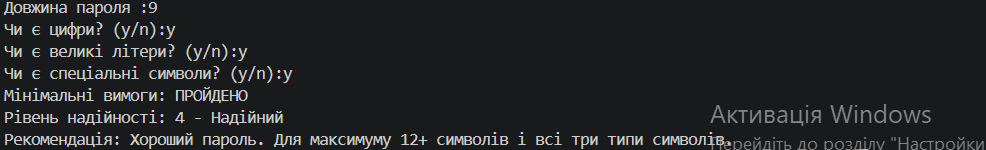 Довжина пароля :9
Чи є цифри? (y/n):y
Чи є великі літери? (y/n):y
Чи є спеціальні символи? (y/n):y
Мінімальні вимоги: ПРОЙДЕНО
Рівень надійності: 4 - Надійний
Активація Windows
Рекомендація: Хороший пароль. Для максимуму 12+ символів і всі три типи символів.
Перейдіть до розділу "Настройки